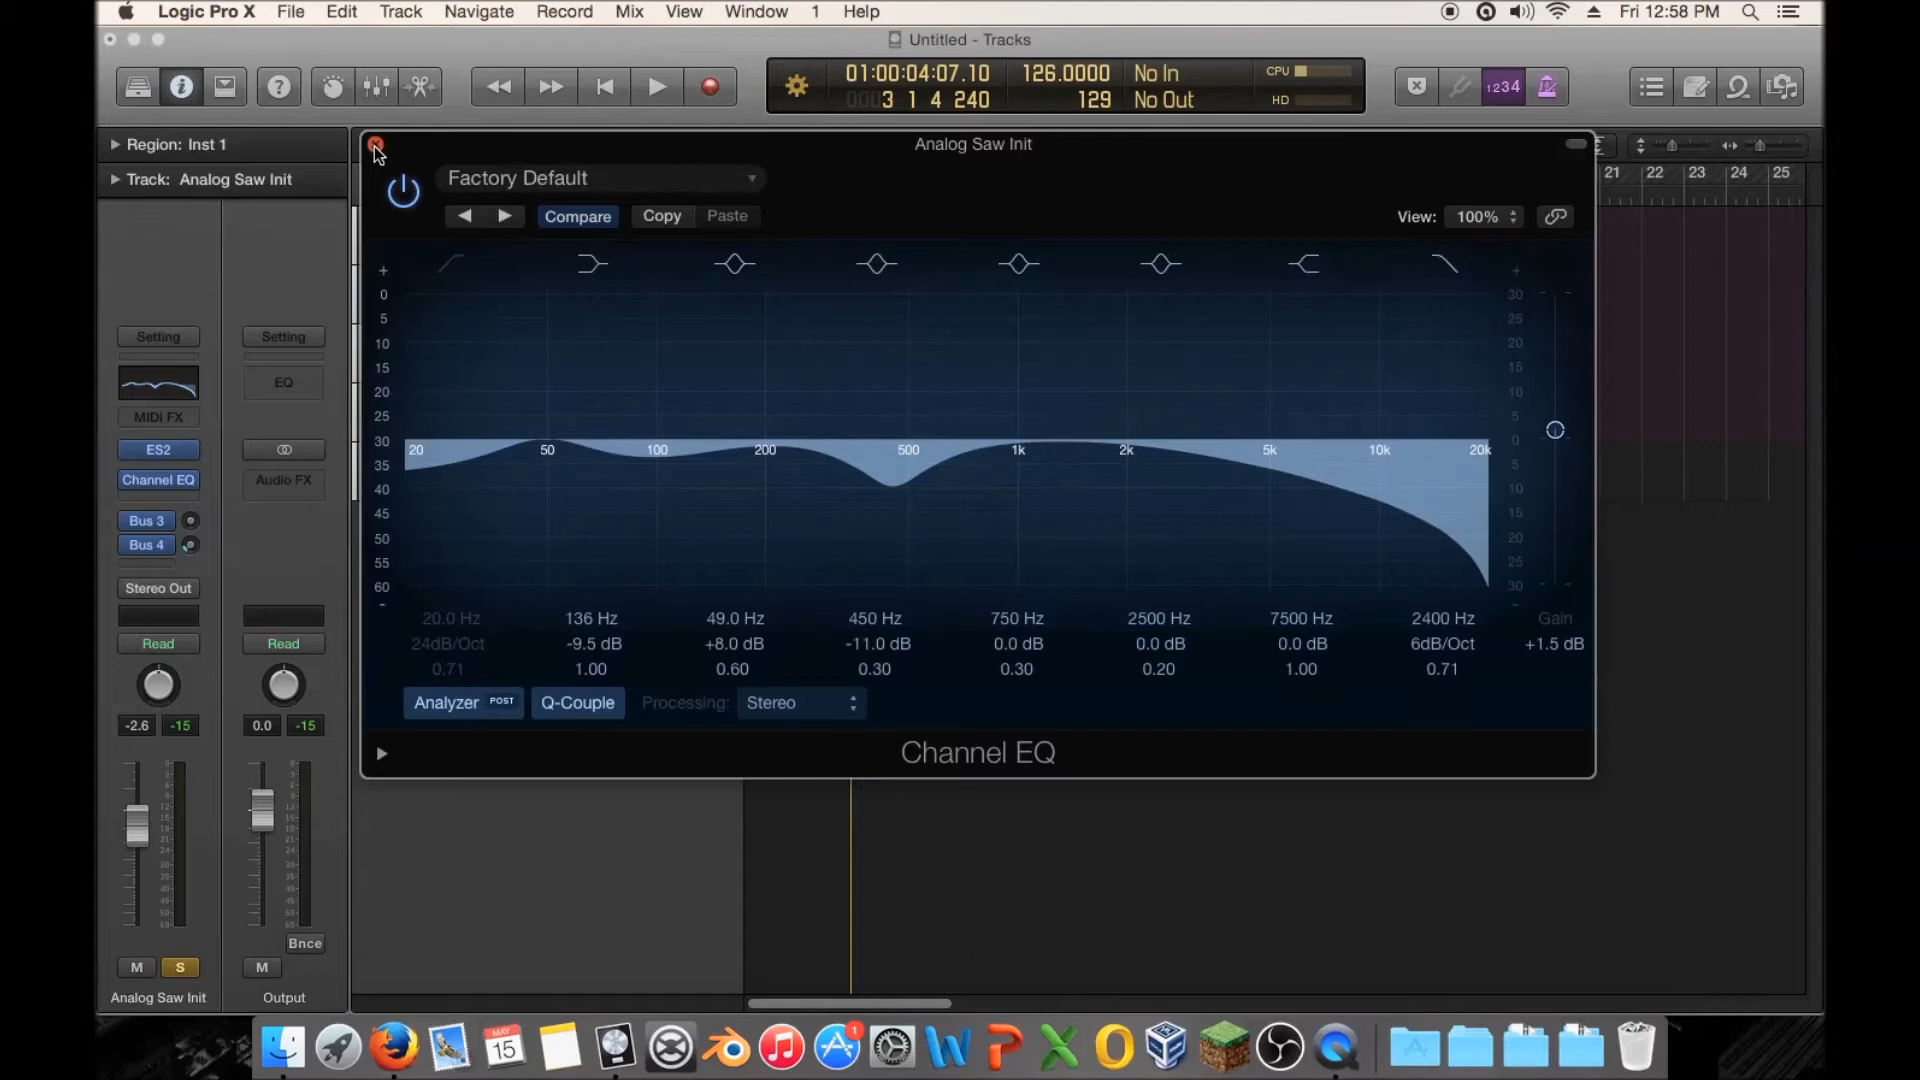 Logic Pro X File Edit Track Navigate Record Mix View Window 1 Help Fri 12:58 PM
Untitled - Tracks
01:00:04:07.10 126.0000 No In CPU
0003 1 4 240 129 No Out HD
1234
Region: Inst 1
Track: Analog Saw Init
Analog Saw Init
21 22 23 24 25
Factory Default
Compare Copy Paste
View: 100%
Setting Setting
EQ
MIDI FX
ES2
Channel EQ Audio FX
Bus 3
Bus 4
Stereo Out
Read Read
-2.6 -15 0.0 -15
Bnce
M S M
Analog Saw Init Output
+ +
0 30
5 25
10 20
15 15
20 10
25 5
30 0
35 5
40 10
45 15
50 20
55 25
60 30
- -
20 50 100 200 500 1k 2k 5k 10k 20k
20.0 Hz 136 Hz 49.0 Hz 450 Hz 750 Hz 2500 Hz 7500 Hz 2400 Hz Gain
24dB/Oct -9.5 dB +8.0 dB -11.0 dB 0.0 dB 0.0 dB 0.0 dB 6dB/Oct +1.5 dB
0.71 1.00 0.60 0.30 0.30 0.20 1.00 0.71
Analyzer POST Q-Couple Processing: Stereo
Channel EQ
MAY
15
1